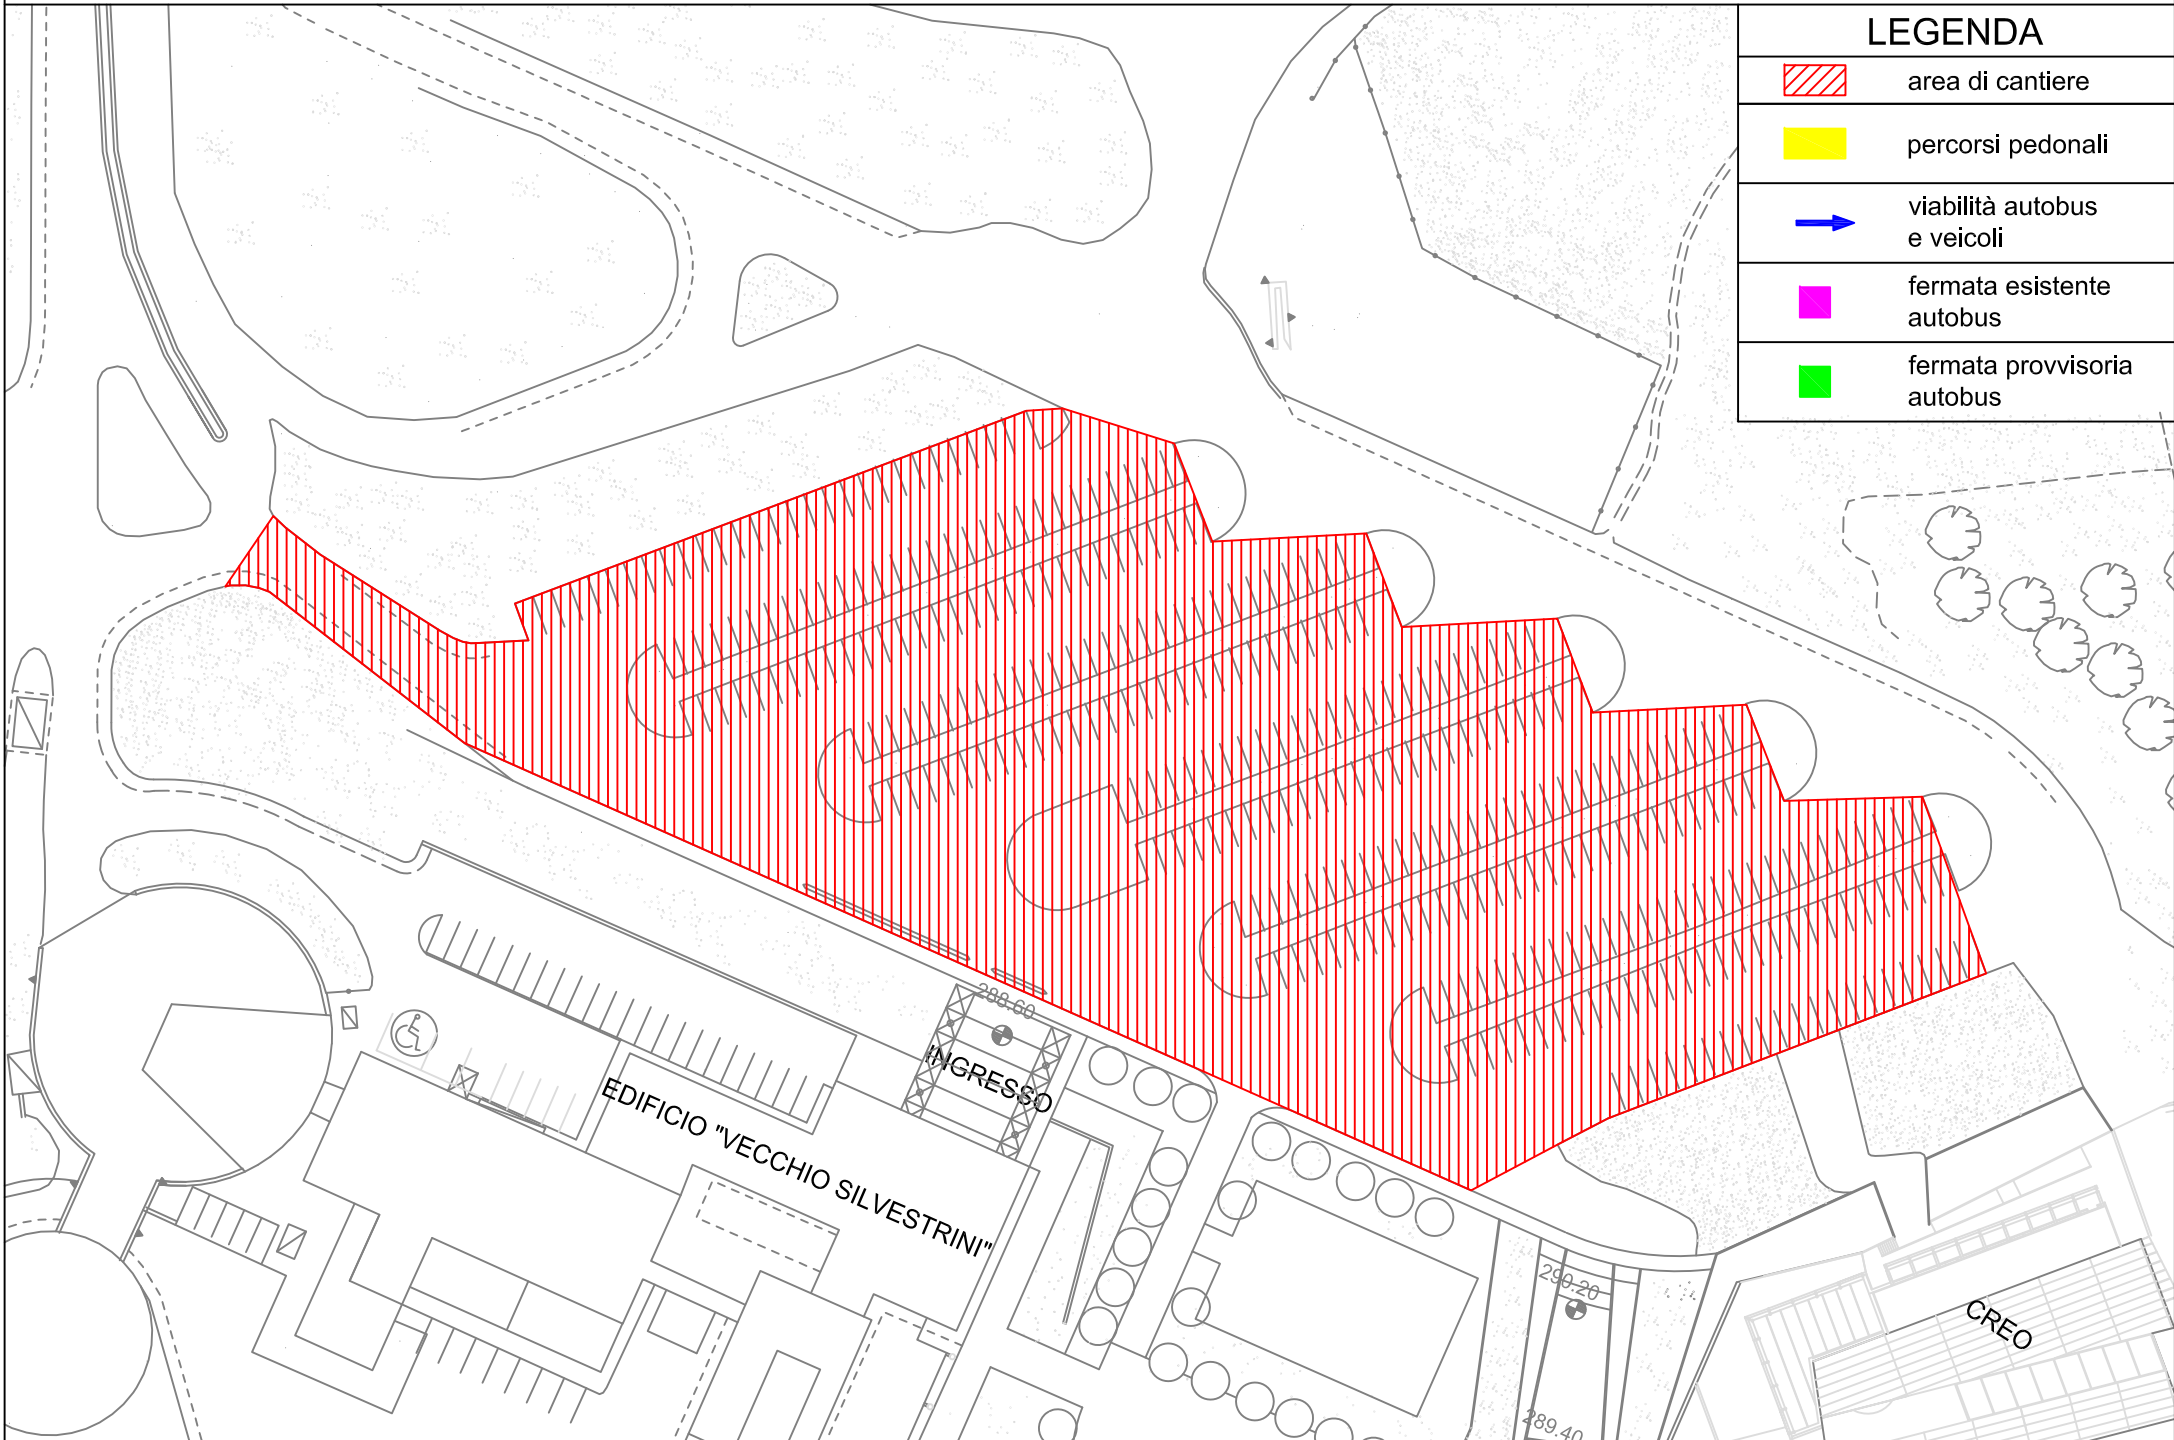 LEGENDA
area di cantiere
percorsi pedonali
viabilità autobus
e veicoli
fermata esistente
autobus
fermata provvisoria
autobus
288.60
INGRESSO
EDIFICIO "VECCHIO SILVESTRINI"
290.20
CREO
289.40